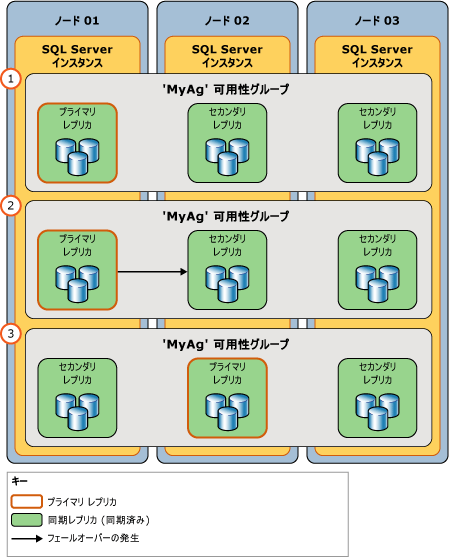 ノード 01
ノード 02
ノード 03
SQL Server
インスタンス
SQL Server
インスタンス
SQL Server
インスタンス
1
'MyAg' 可用性グループ
プライマリ
レプリカ
セカンダリ
レプリカ
セカンダリ
レプリカ
2
'MyAg' 可用性グループ
プライマリ
レプリカ
セカンダリ
レプリカ
セカンダリ
レプリカ
3
'MyAg' 可用性グループ
セカンダリ
レプリカ
プライマリ
レプリカ
セカンダリ
レプリカ
キー
プライマリ レプリカ
同期レプリカ (同期済み)
フェールオーバーの発生